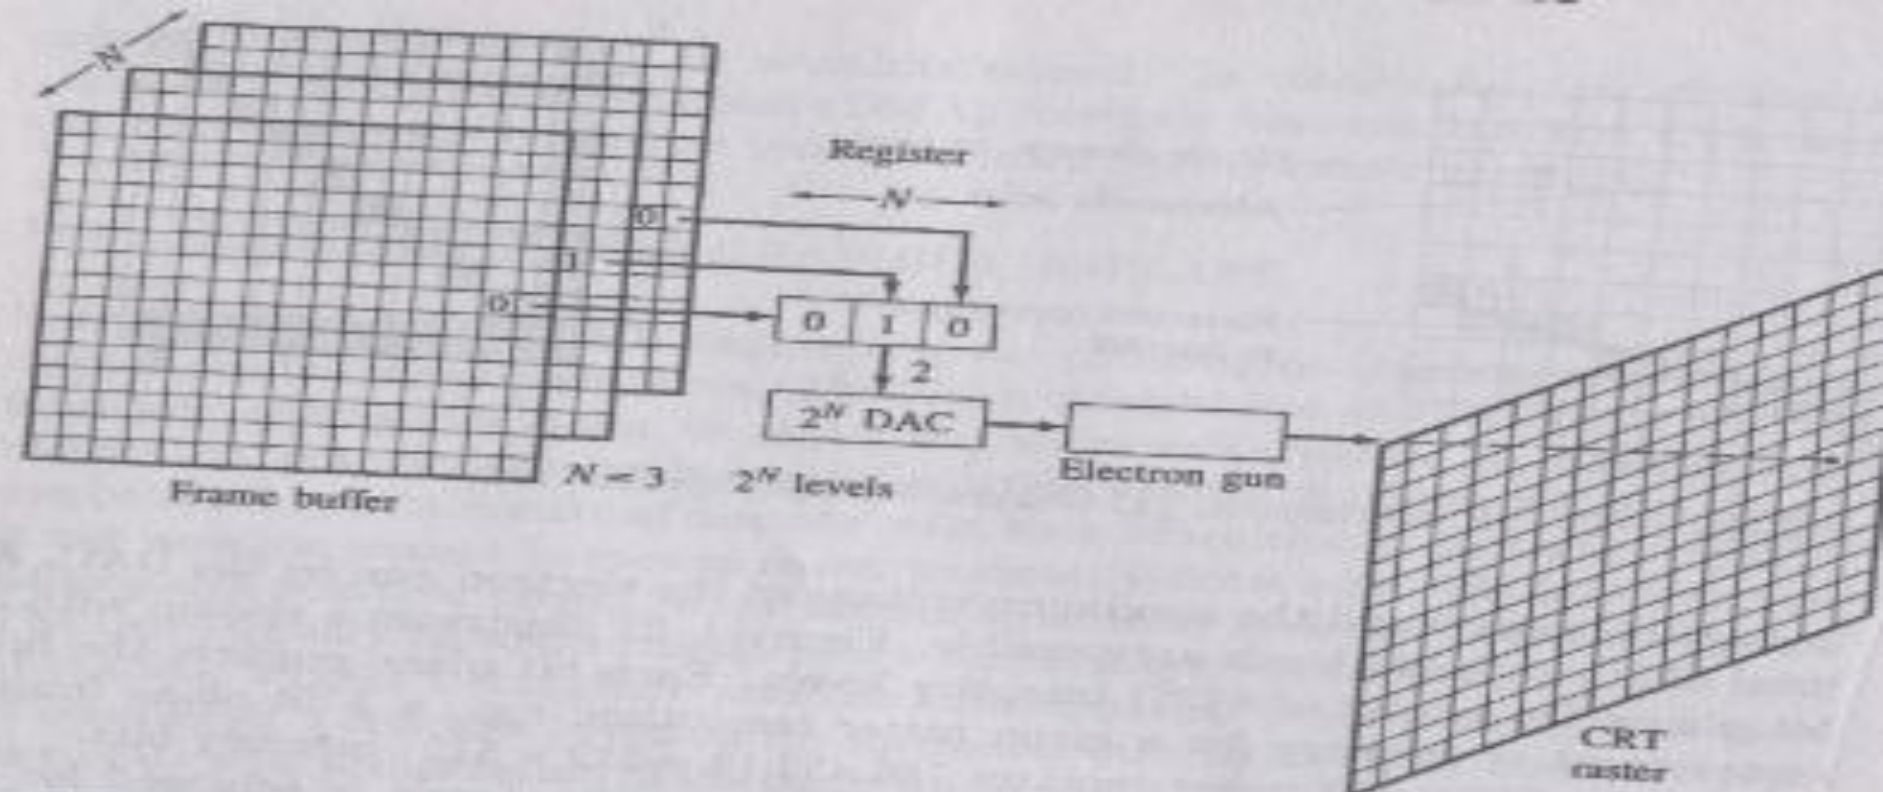 N
Register
N
0
1
0
0 1 0
2
2^N DAC
Electron gun
N = 3
2^N levels
Frame buffer
CRT
raster